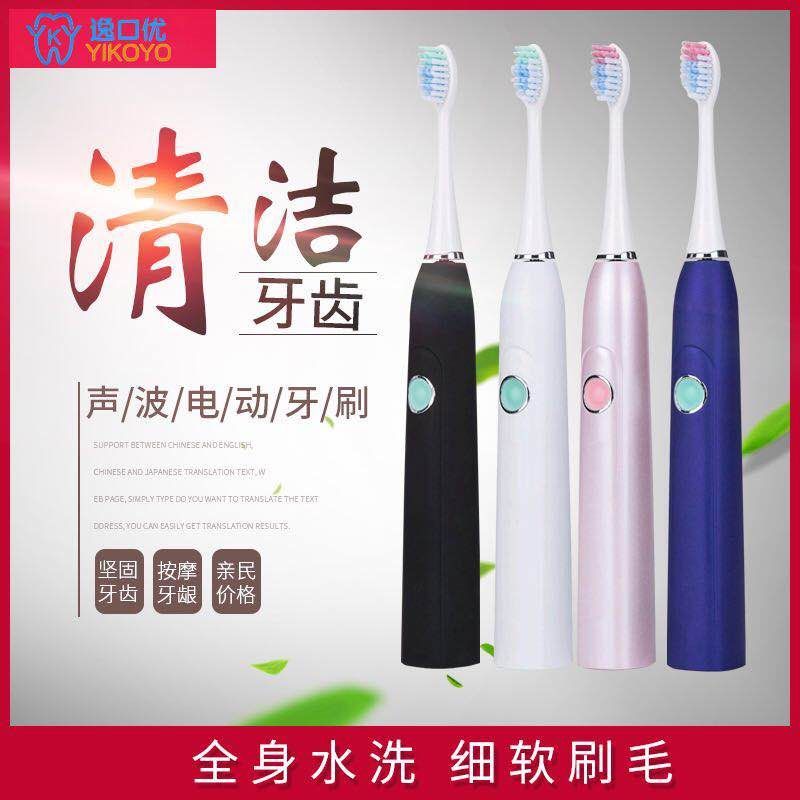 逸口优
YIKOYO
清洁
牙齿
声/波/电/动/牙/刷
SUPPORT BETWEEN CHINESE AND ENGLISH,
CHINESE AND JAPANESE TRANSLATION TEXT, W
EB PAGE, SIMPLY TYPE DO YOU WANT TO TRANSLATE THE TEXT
DDRESS, YOU CAN EASILY GET TRANSLATION RESULTS.
坚固 按摩 亲民
牙齿 牙龈 价格
全身水洗 细软刷毛